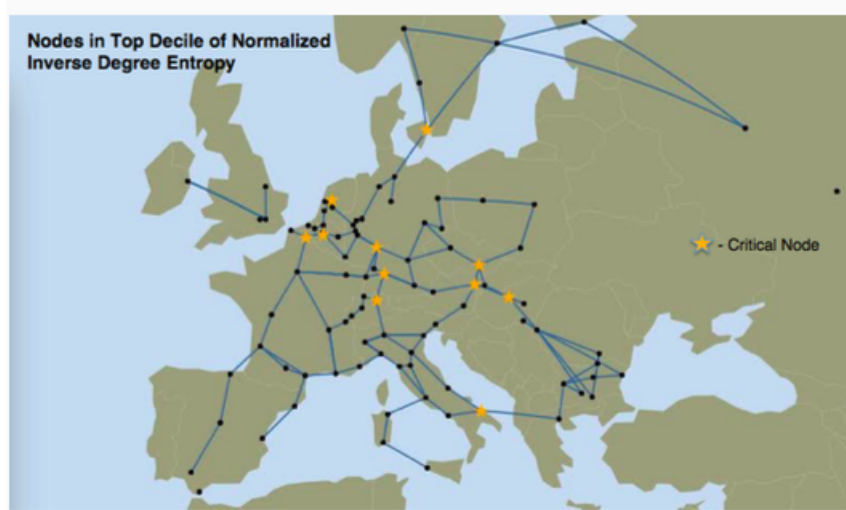 Nodes in Top Decile of Normalized
Inverse Degree Entropy
- Critical Node